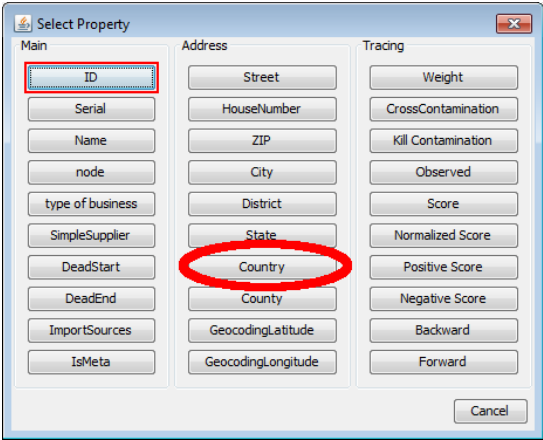 Select Property
Main
ID
Serial
Name
node
type of business
SimpleSupplier
DeadStart
DeadEnd
ImportSources
IsMeta
Address
Street
HouseNumber
ZIP
City
District
State
Country
County
GeocodingLatitude
GeocodingLongitude
Tracing
Weight
CrossContamination
Kill Contamination
Observed
Score
Normalized Score
Positive Score
Negative Score
Backward
Forward
Cancel